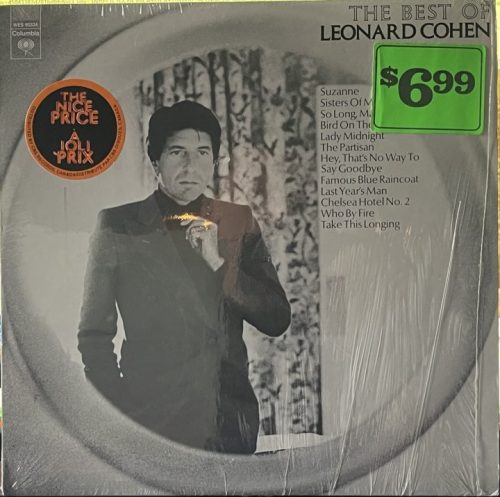 WES 90334
Columbia
THE BEST OF
LEONARD COHEN
$6.99
THE
NICE
PRICE
À
JOLI
PRIX
Suzanne
Sisters Of M
So Long, Ma
Bird On The
Lady Midnight
The Partisan
Hey, That's No Way To
Say Goodbye
Famous Blue Raincoat
Last Year's Man
Chelsea Hotel No. 2
Who By Fire
Take This Longing